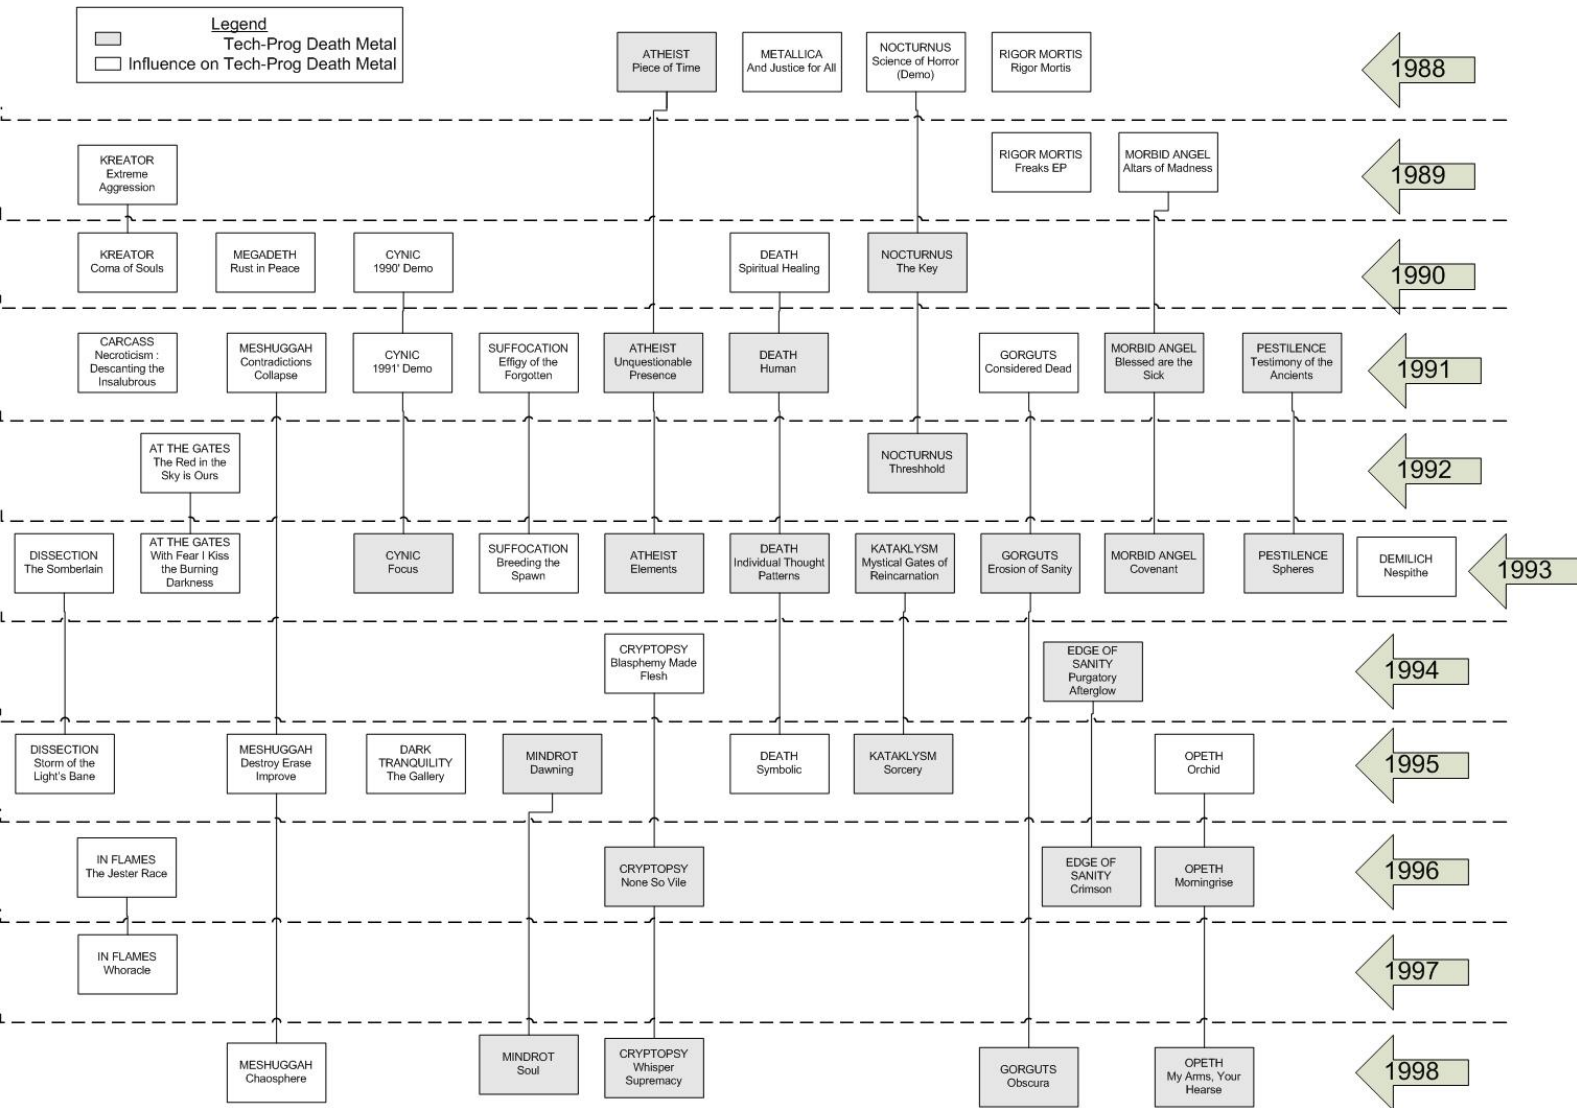 Legend
Tech-Prog Death Metal
Influence on Tech-Prog Death Metal
ATHEIST
Piece of Time
METALLICA
And Justice for All
NOCTURNUS
Science of Horror
(Demo)
RIGOR MORTIS
Rigor Mortis
1988
KREATOR
Extreme
Aggression
RIGOR MORTIS
Freaks EP
MORBID ANGEL
Altars of Madness
1989
KREATOR
Coma of Souls
MEGADETH
Rust in Peace
CYNIC
1990' Demo
DEATH
Spiritual Healing
NOCTURNUS
The Key
1990
CARCASS
Necroticism :
Descanting the
Insalubrous
MESHUGGAH
Contradictions
Collapse
CYNIC
1991' Demo
SUFFOCATION
Effigy of the
Forgotten
ATHEIST
Unquestionable
Presence
DEATH
Human
GORGUTS
Considered Dead
MORBID ANGEL
Blessed are the
Sick
PESTILENCE
Testimony of the
Ancients
1991
AT THE GATES
The Red in the
Sky is Ours
NOCTURNUS
Threshhold
1992
DISSECTION
The Somberlain
AT THE GATES
With Fear I Kiss
the Burning
Darkness
CYNIC
Focus
SUFFOCATION
Breeding the
Spawn
ATHEIST
Elements
DEATH
Individual Thought
Patterns
KATAKLYSM
Mystical Gates of
Reincarnation
GORGUTS
Erosion of Sanity
MORBID ANGEL
Covenant
PESTILENCE
Spheres
DEMILICH
Nespithe
1993
CRYPTOPSY
Blasphemy Made
Flesh
EDGE OF
SANITY
Purgatory
Afterglow
1994
DISSECTION
Storm of the
Light's Bane
MESHUGGAH
Destroy Erase
Improve
DARK
TRANQUILITY
The Gallery
MINDROT
Dawning
DEATH
Symbolic
KATAKLYSM
Sorcery
OPETH
Orchid
1995
IN FLAMES
The Jester Race
CRYPTOPSY
None So Vile
EDGE OF
SANITY
Crimson
OPETH
Morningrise
1996
IN FLAMES
Whoracle
1997
MESHUGGAH
Chaosphere
MINDROT
Soul
CRYPTOPSY
Whisper
Supremacy
GORGUTS
Obscura
OPETH
My Arms, Your
Hearse
1998